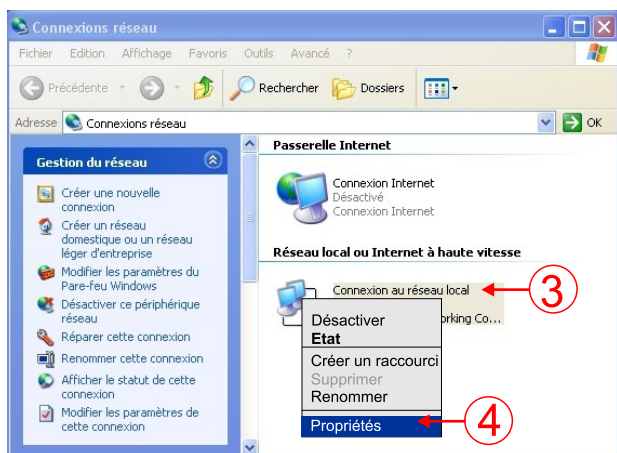 Connexions réseau
Fichier Edition Affichage Favoris Outils Avancé ?
Précédente Rechercher Dossiers
Adresse Connexions réseau OK
Gestion du réseau
Créer une nouvelle
connexion
Créer un réseau
domestique ou un réseau
léger d'entreprise
Modifier les paramètres du
Pare-feu Windows
Désactiver ce périphérique
réseau
Réparer cette connexion
Renommer cette connexion
Afficher le statut de cette
connexion
Modifier les paramètres de
cette connexion
Passerelle Internet
Connexion Internet
Désactivé
Connexion Internet
Réseau local ou Internet à haute vitesse
Connexion au réseau local
3
orking Co...
Désactiver
Etat
Créer un raccourci
Supprimer
Renommer
Propriétés
4